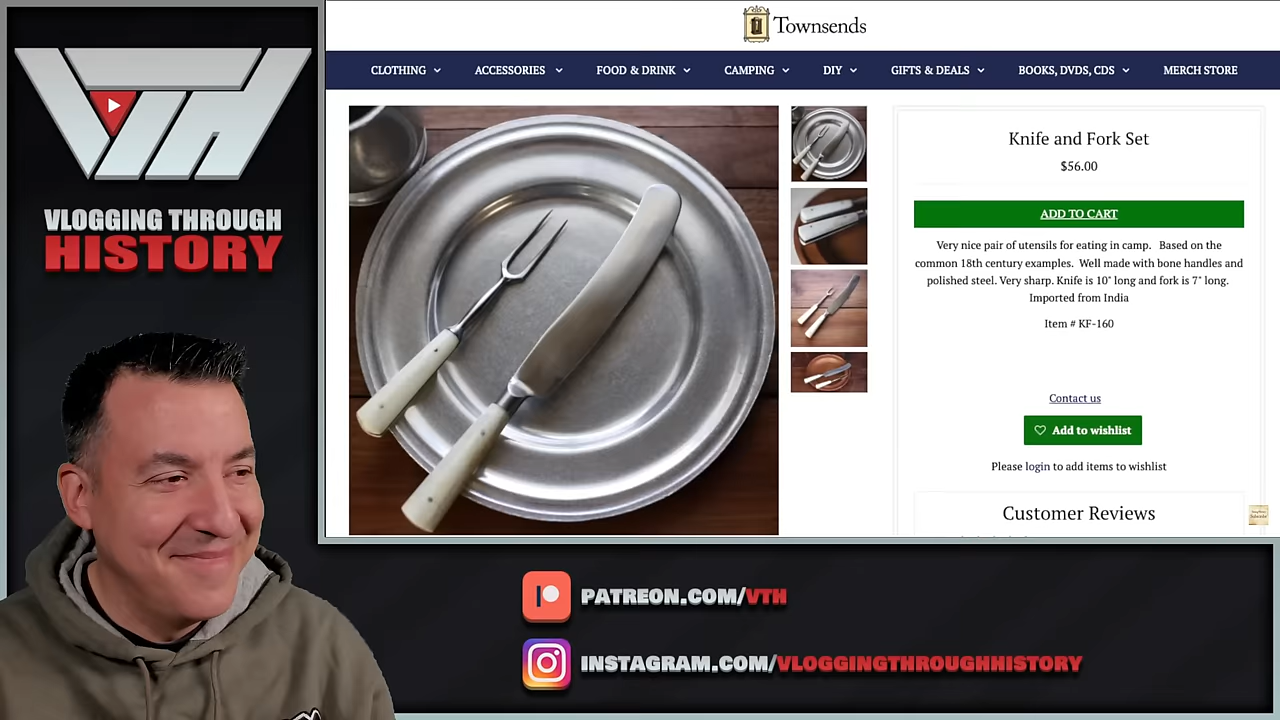 VTH
VLOGGING THROUGH
HISTORY
Townsends
CLOTHING
ACCESSORIES
FOOD & DRINK
CAMPING
DIY
GIFTS & DEALS
BOOKS, DVDS, CDS
MERCH STORE
Knife and Fork Set
$56.00
ADD TO CART
Very nice pair of utensils for eating in camp. Based on the
common 18th century examples. Well made with bone handles and
polished steel. Very sharp. Knife is 10" long and fork is 7" long.
Imported from India
Item # KF-160
Contact us
Add to wishlist
Please login to add items to wishlist
Customer Reviews
PATREON.COM/VTH
INSTAGRAM.COM/VLOGGINGTHROUGHHISTORY